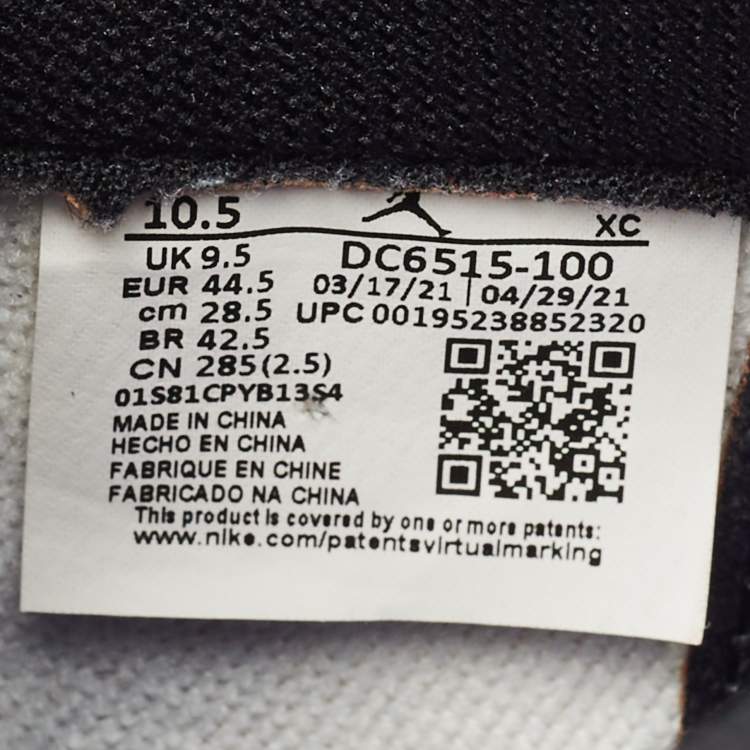 10.5 XC
UK 9.5 DC6515-100
EUR 44.5 03/17/21 | 04/29/21
cm 28.5 UPC 00195238852320
BR 42.5
CN 285(2.5)
01S81CPYB13S4
MADE IN CHINA
HECHO EN CHINA
FABRIQUE EN CHINE
FABRICADO NA CHINA
This product is covered by one or more patents:
www.nike.com/patentsvirtualmarking